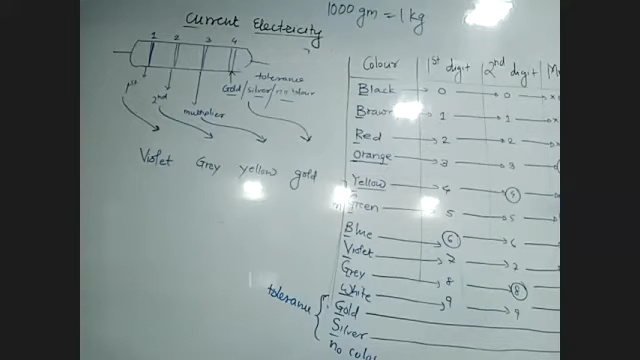 Current Electricity
1000 gm = 1 kg
1 2 3 4
1st
2nd
multiplier
tolerance
Gold/silver/no colour
Violet Grey yellow gold
Colour 1st digit 2nd digit
Black 0 0
Brown 1 1
Red 2 2
Orange 3 3
Yellow 4 4
Green 5 5
Blue 6 6
Violet 7 7
Grey 8 8
White 9 9
tolerance
Gold
Silver
no colou